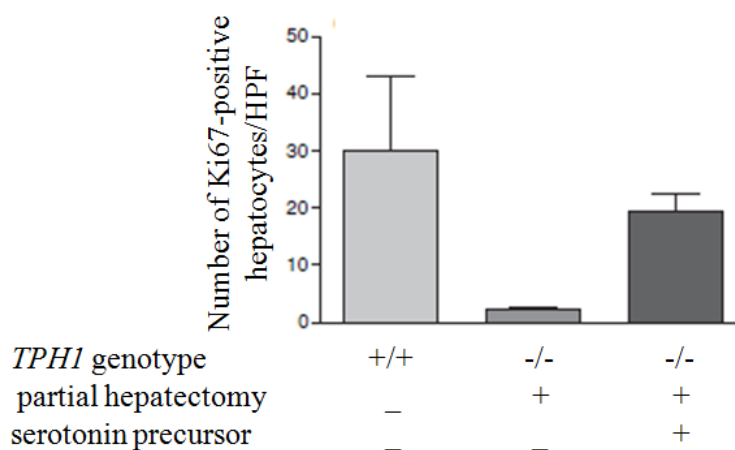 Number of Ki67-positive
hepatocytes/HPF
50
40
30
20
10
0
TPH1 genotype +/+ -/- -/-
partial hepatectomy _ + +
serotonin precursor _ _ +